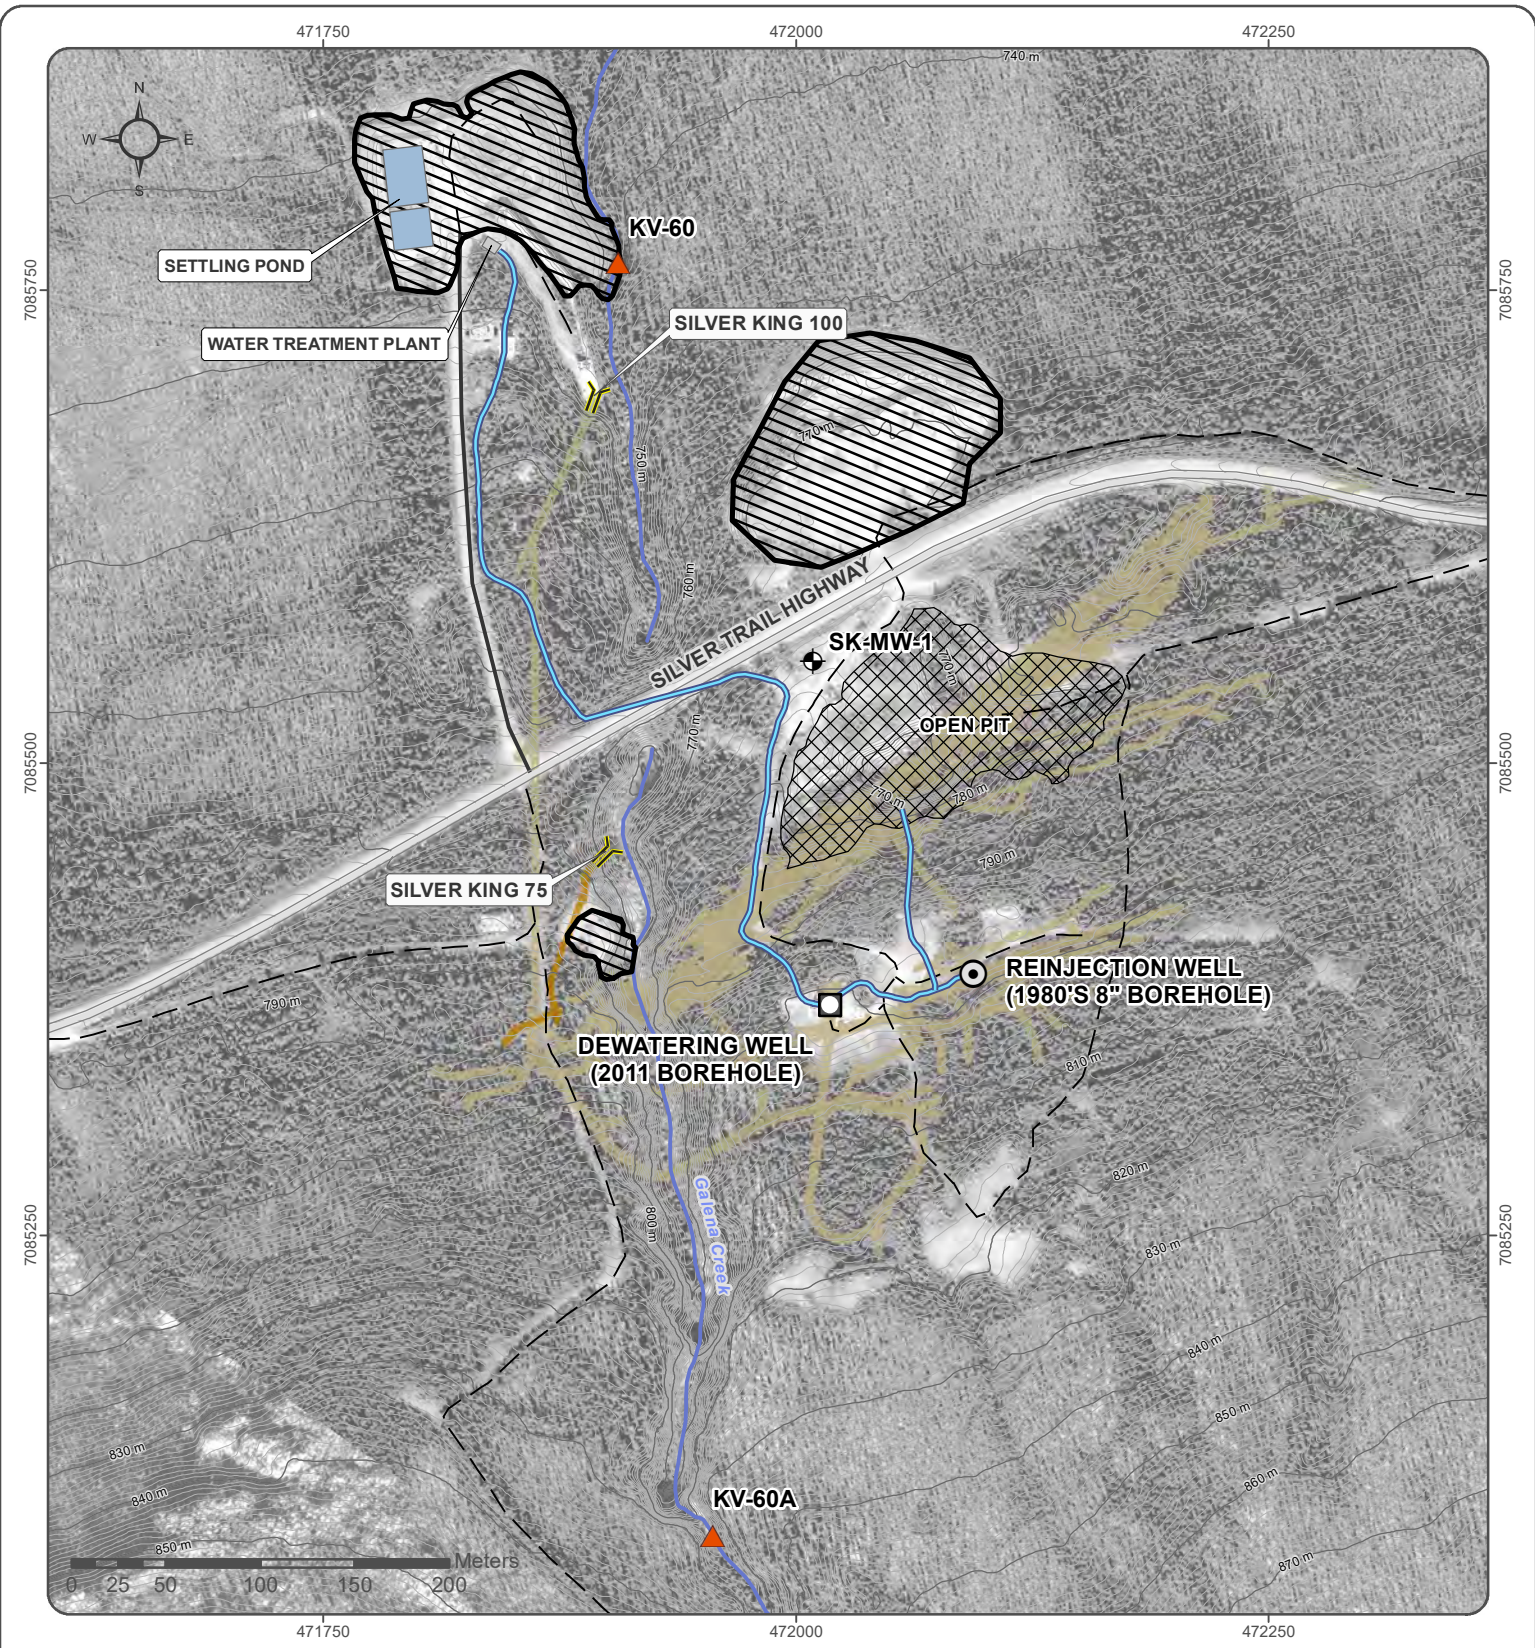 471750
472000
472250
740 m
N
W E
S
KV-60
SETTLING POND
7085750
7085750
SILVER KING 100
WATER TREATMENT PLANT
770 m
750 m
760 m
SILVER TRAIL HIGHWAY
SK-MW-1
770 m
OPEN PIT
770 m
7085500
7085500
770 m
780 m
790 m
SILVER KING 75
790 m
REINJECTION WELL
(1980'S 8" BOREHOLE)
DEWATERING WELL
(2011 BOREHOLE)
810 m
820 m
Galena Creek
800 m
7085250
7085250
830 m
840 m
850 m
830 m
860 m
840 m
KV-60A
850 m
870 m
Meters
0 25 50 100 150 200
471750
472000
472250